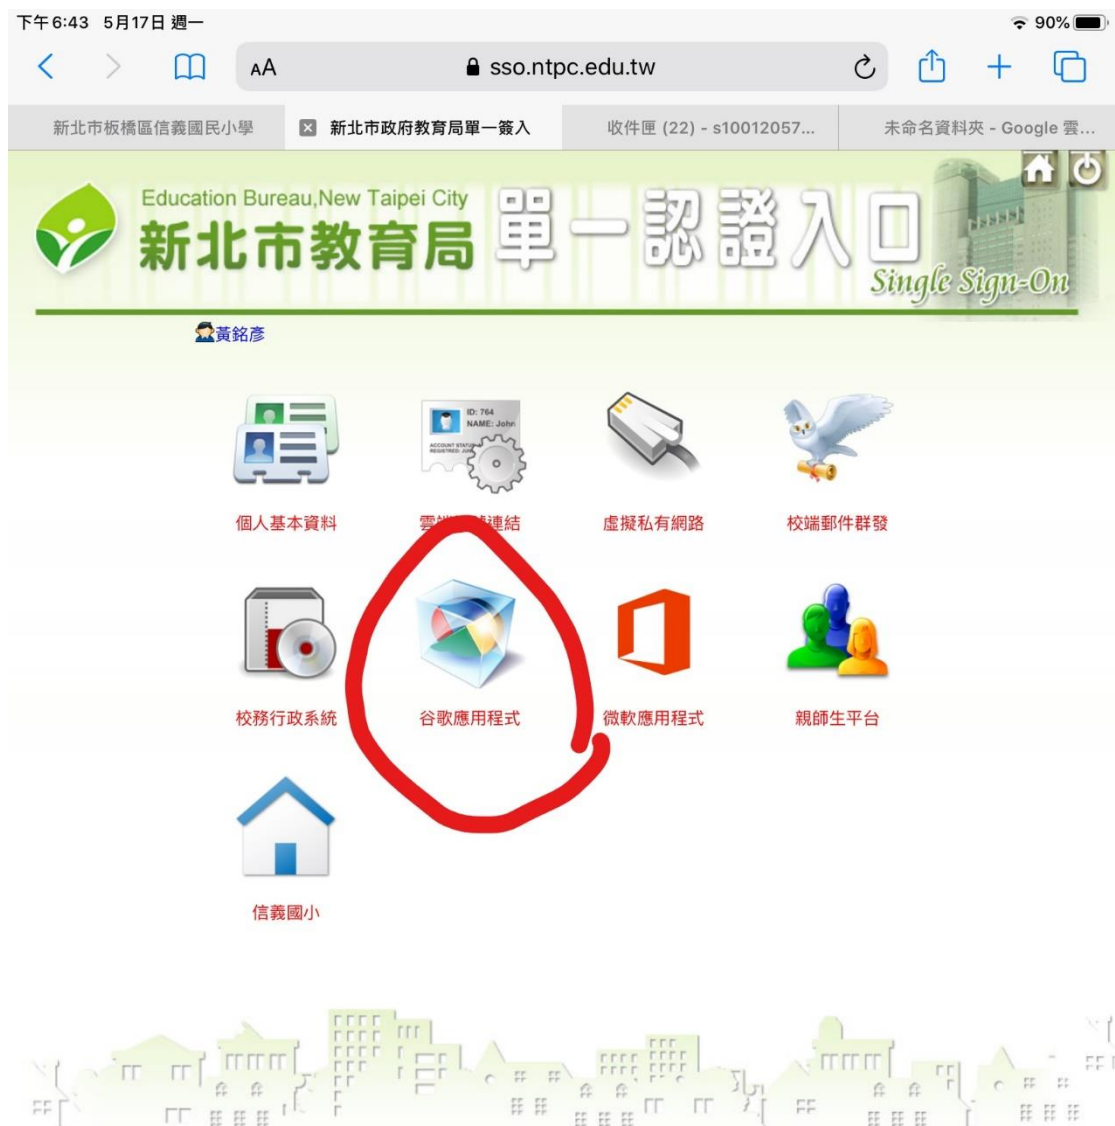 下午6:43 5月17日 週一
90%
AA
sso.ntpc.edu.tw
新北市板橋區信義國民小學
新北市政府教育局單一簽入
收件匣 (22) - s10012057...
未命名資料夾 - Google 雲...
Education Bureau,New Taipei City
新北市教育局
單一認證入口
Single Sign-On
黃銘彥
ID: 764
NAME: John
個人基本資料
雲端 連結
虛擬私有網路
校端郵件群發
校務行政系統
谷歌應用程式
微軟應用程式
親師生平台
信義國小